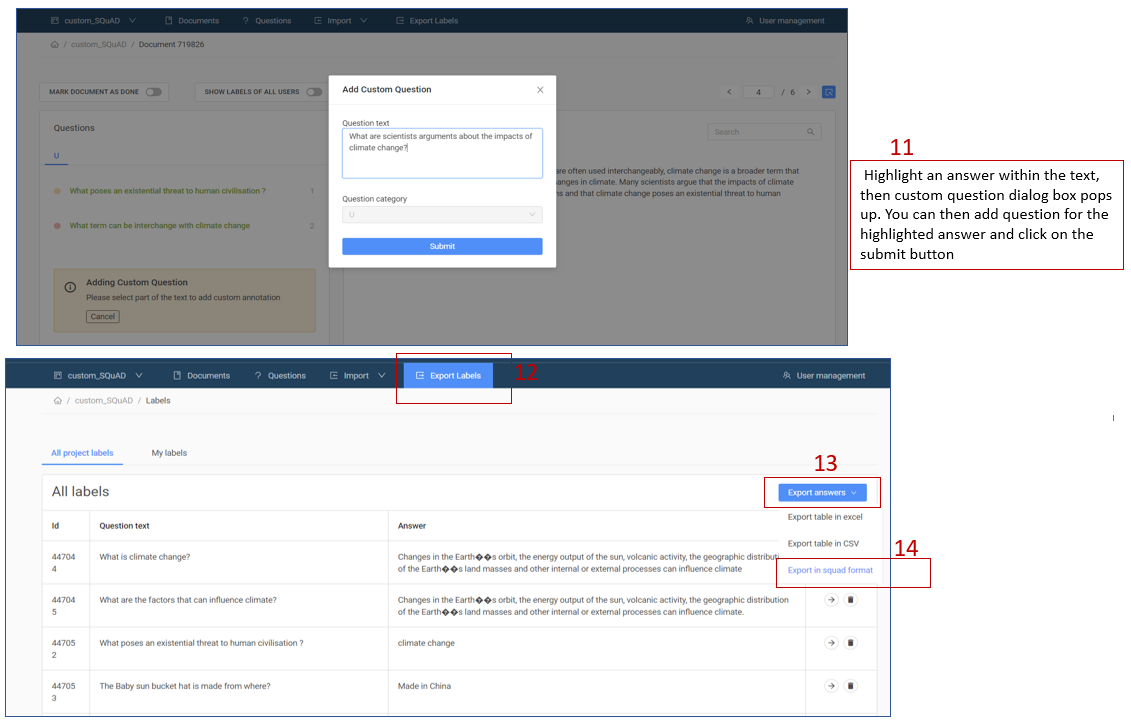 custom_SQuAD Documents ? Questions Import Export Labels User management
/ custom_SQuAD / Document 719826
MARK DOCUMENT AS DONE SHOW LABELS OF ALL USERS
< 4 / 6 >
Questions
Search
U
What poses an existential threat to human civilisation ? 1
What term can be interchange with climate change 2
Adding Custom Question
Please select part of the text to add custom annotation
Cancel
Add Custom Question
Question text
What are scientists arguments about the impacts of
climate change?
Question category
U
Submit
are often used interchangeably, climate change is a broader term that
anges in climate. Many scientists argue that the impacts of climate
ns and that climate change poses an existential threat to human
11
Highlight an answer within the text,
then custom question dialog box pops
up. You can then add question for the
highlighted answer and click on the
submit button
custom_SQuAD Documents ? Questions Import Export Labels User management
12
/ custom_SQuAD / Labels
All project labels My labels
13
All labels
Export answers
Export table in excel
Export table in CSV
14
Export in squad format
Id Question text Answer
44704
4
What is climate change?
Changes in the Earth��s orbit, the energy output of the sun, volcanic activity, the geographic distributi
of the Earth��s land masses and other internal or external processes can influence climate
44704
5
What are the factors that can influence climate?
Changes in the Earth��s orbit, the energy output of the sun, volcanic activity, the geographic distribution
of the Earth��s land masses and other internal or external processes can influence climate.
44705
2
What poses an existential threat to human civilisation ?
climate change
44705
3
The Baby sun bucket hat is made from where?
Made in China